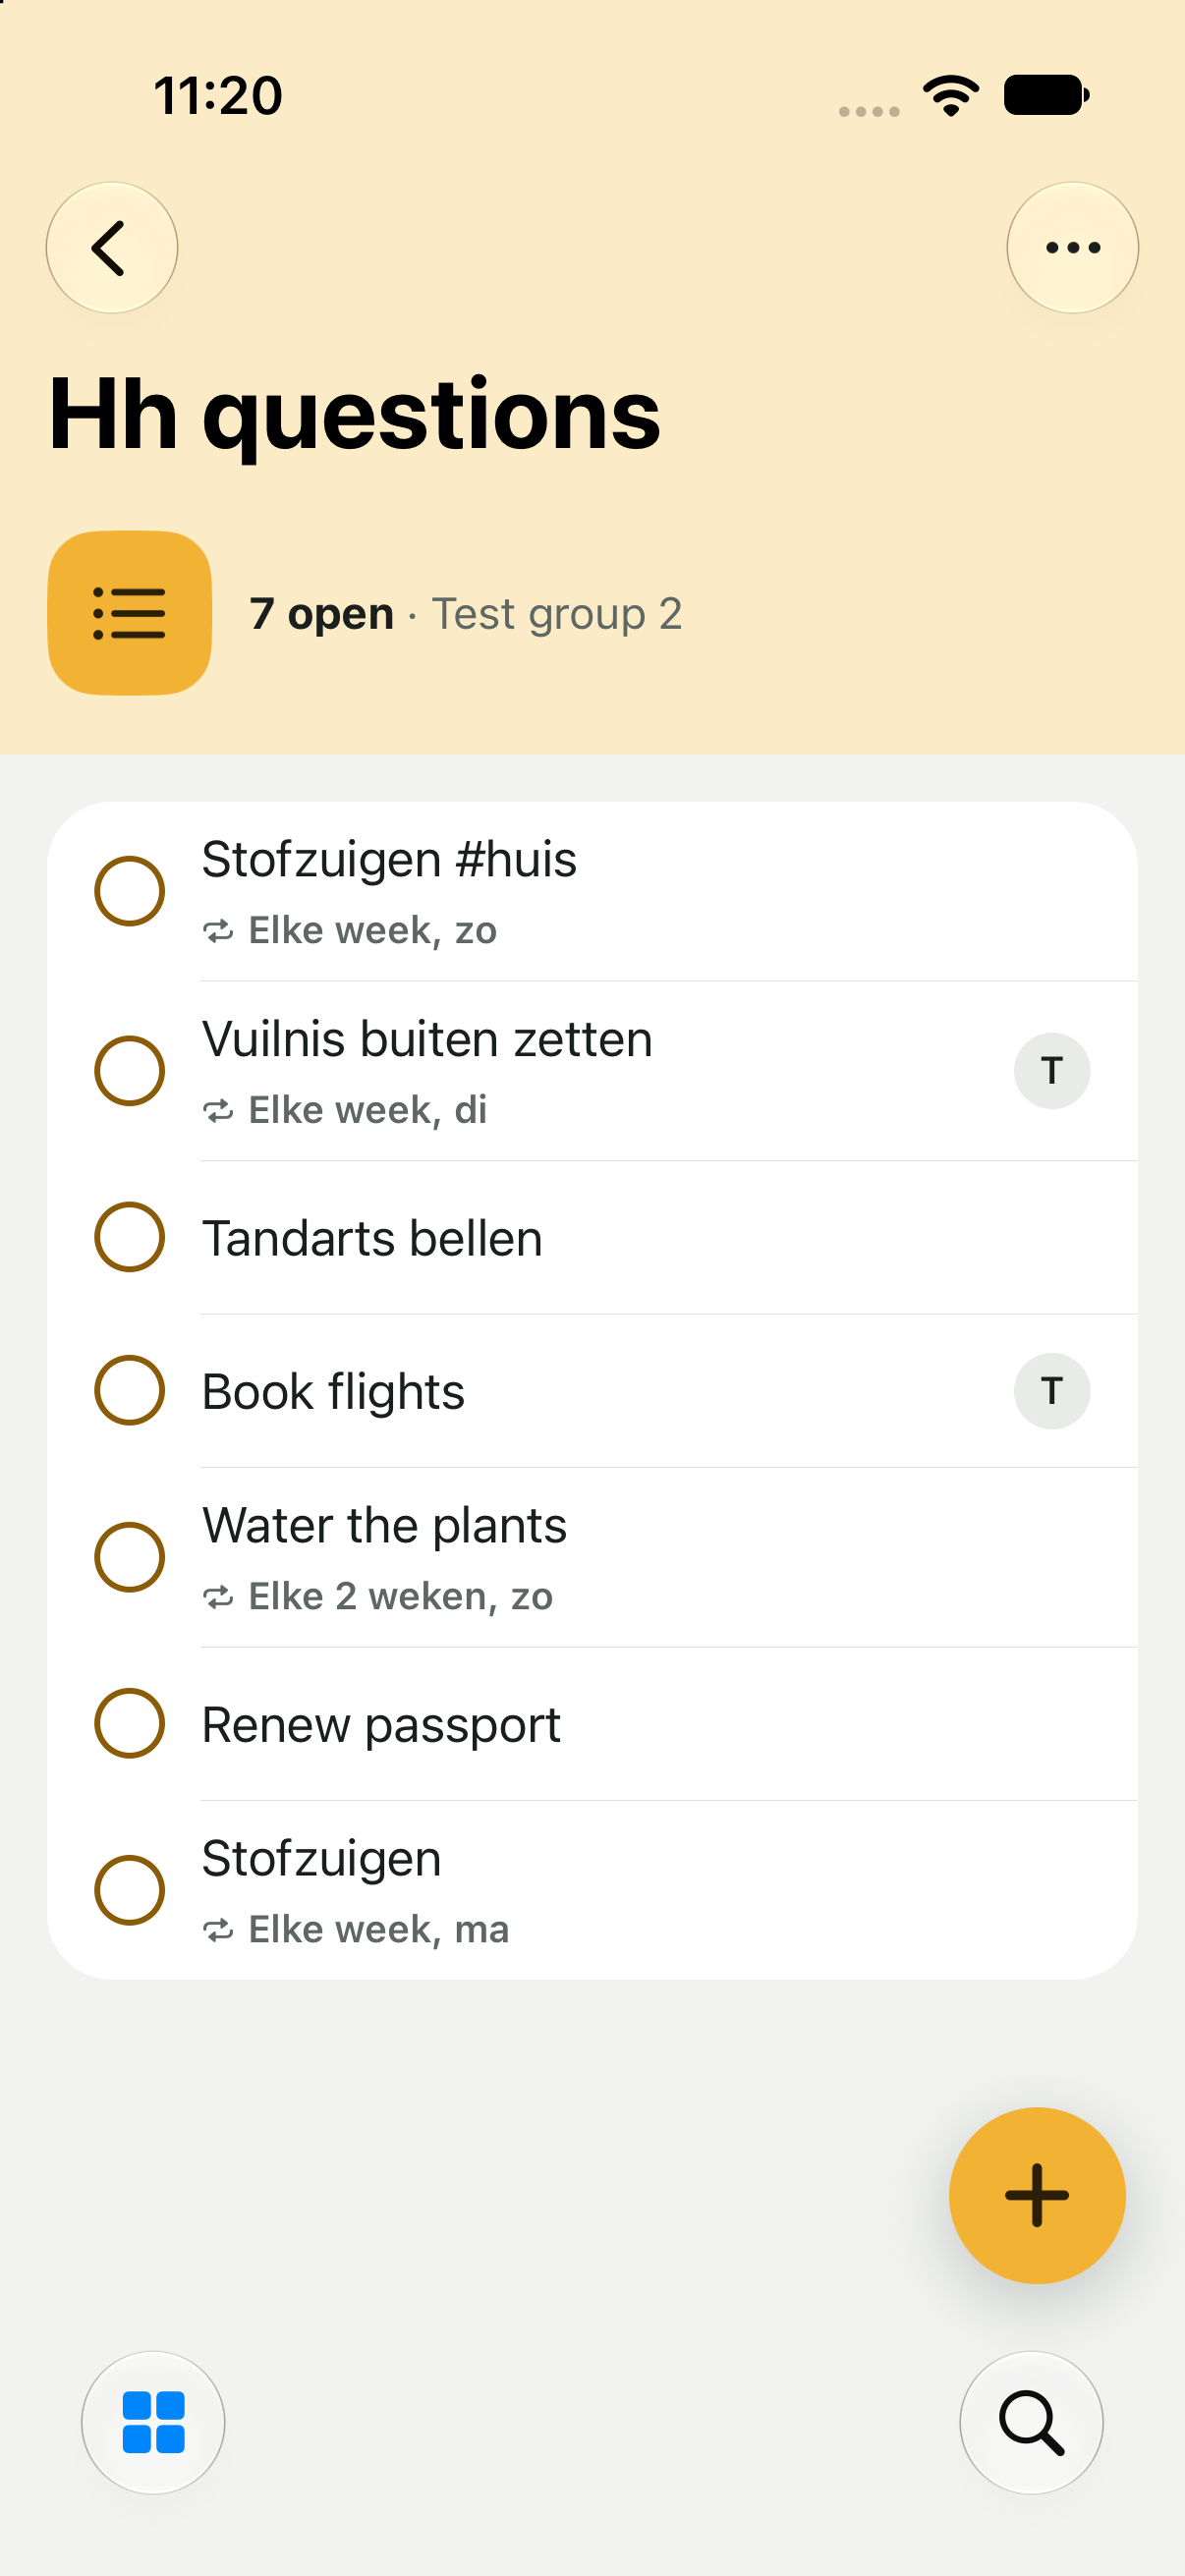 11:20
Hh questions
7 open · Test group 2
Stofzuigen #huis
Elke week, zo
Vuilnis buiten zetten
T
Elke week, di
Tandarts bellen
Book flights
T
Water the plants
Elke 2 weken, zo
Renew passport
Stofzuigen
Elke week, ma